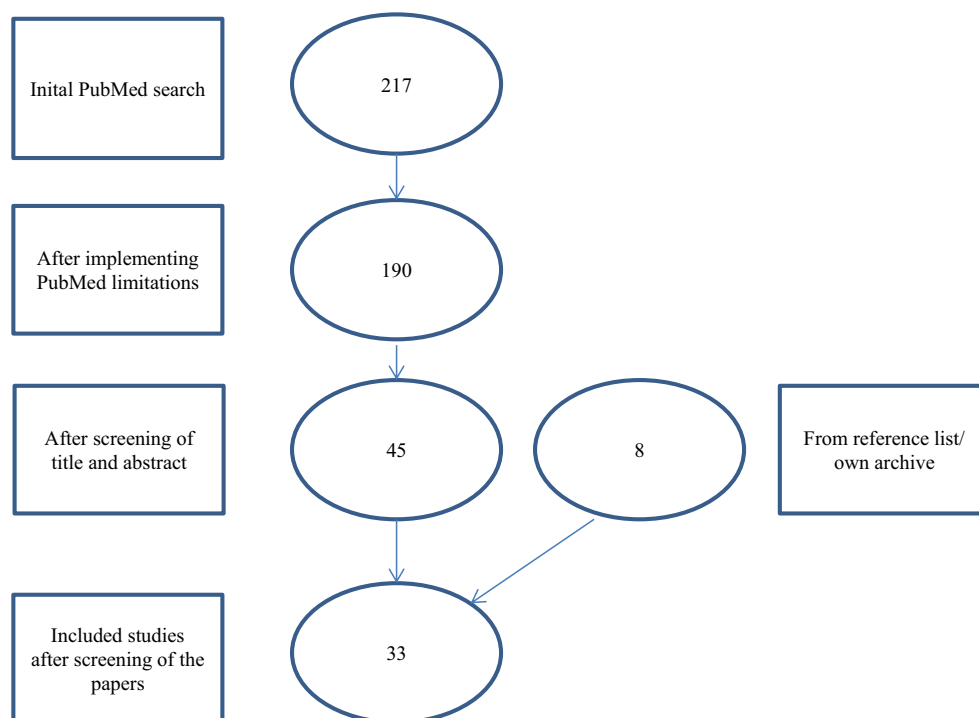 Inital PubMed search
217
After implementing
PubMed limitations
190
After screening of
title and abstract
45
8
From reference list/
own archive
Included studies
after screening of the
papers
33